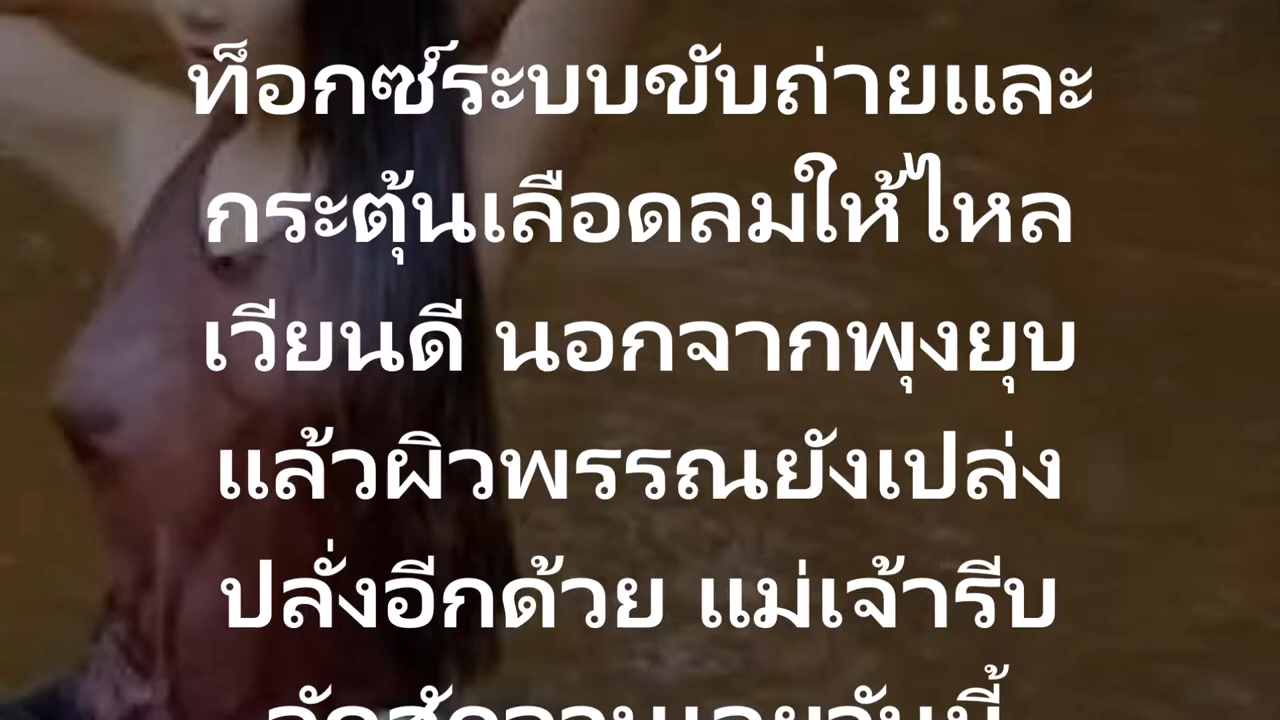 ท็อกซ์ระบบขับถ่ายและ
กระตุ้นเลือดลมให้ไหล
เวียนดี นอกจากพุงยุบ
แล้วผิวพรรณยังเปล่ง
ปลั่งอีกด้วย แม่เจ้ารีบ